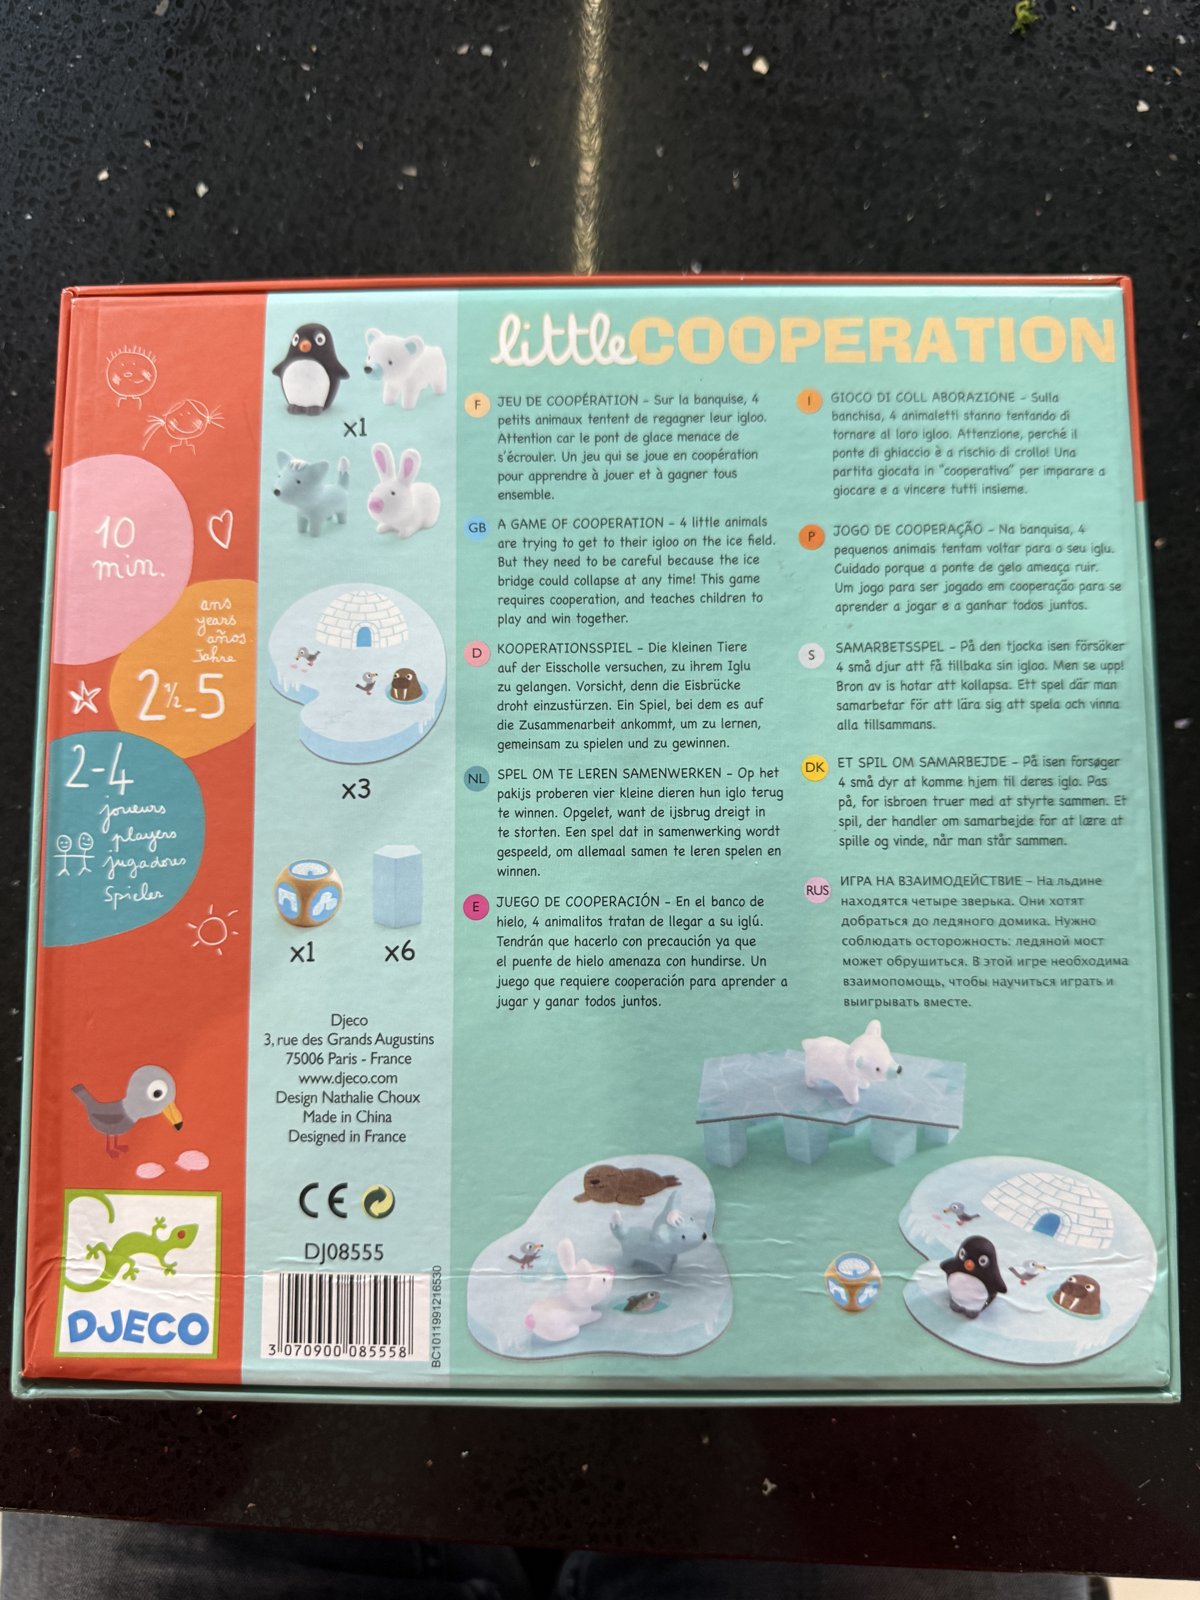 little COOPERATION
10
min.
ans
years
años
Jahre
2 1/2-5
2-4
joueurs
players
jugadores
Spieler
DJECO
x1
x3
x1
x6
Djeco
3, rue des Grands Augustins
75006 Paris - France
www.djeco.com
Design Nathalie Choux
Made in China
Designed in France
CE
DJ08555
3 070900 085558
BC1011991216530
F
JEU DE COOPÉRATION – Sur la banquise, 4
petits animaux tentent de regagner leur igloo.
Attention car le pont de glace menace de
s'écrouler. Un jeu qui se joue en coopération
pour apprendre à jouer et à gagner tous
ensemble.
GB
A GAME OF COOPERATION – 4 little animals
are trying to get to their igloo on the ice field.
But they need to be careful because the ice
bridge could collapse at any time! This game
requires cooperation, and teaches children to
play and win together.
D
KOOPERATIONSSPIEL – Die kleinen Tiere
auf der Eisscholle versuchen, zu ihrem Iglu
zu gelangen. Vorsicht, denn die Eisbrücke
droht einzustürzen. Ein Spiel, bei dem es auf
die Zusammenarbeit ankommt, um zu lernen,
gemeinsam zu spielen und zu gewinnen.
NL
SPEL OM TE LEREN SAMENWERKEN – Op het
pakijs proberen vier kleine dieren hun iglo terug
te winnen. Opgelet, want de ijsbrug dreigt in
te storten. Een spel dat in samenwerking wordt
gespeeld, om allemaal samen te leren spelen en
winnen.
E
JUEGO DE COOPERACIÓN – En el banco de
hielo, 4 animalitos tratan de llegar a su iglú.
Tendrán que hacerlo con precaución ya que
el puente de hielo amenaza con hundirse. Un
juego que requiere cooperación para aprender a
jugar y ganar todos juntos.
I
GIOCO DI COLL ABORAZIONE – Sulla
banchisa, 4 animaletti stanno tentando di
tornare al loro igloo. Attenzione, perché il
ponte di ghiaccio è a rischio di crollo! Una
partita giocata in "cooperativa" per imparare a
giocare e a vincere tutti insieme.
P
JOGO DE COOPERAÇÃO – Na banquisa, 4
pequenos animais tentam voltar para o seu iglu.
Cuidado porque a ponte de gelo ameaça ruir.
Um jogo para ser jogado em cooperação para se
aprender a jogar e a ganhar todos juntos.
S
SAMARBETSSPEL – På den tjocka isen försöker
4 små djur att få tillbaka sin igloo. Men se upp!
Bron av is hotar att kollapsa. Ett spel där man
samarbetar för att lära sig att spela och vinna
alla tillsammans.
DK
ET SPIL OM SAMARBEJDE – På isen forsøger
4 små dyr at komme hjem til deres iglo. Pas
på, for isbroen truer med at styrte sammen. Et
spil, der handler om samarbejde for at lære at
spille og vinde, når man står sammen.
RUS
ИГРА НА ВЗАИМОДЕЙСТВИЕ – На льдине
находятся четыре зверька. Они хотят
добраться до ледяного домика. Нужно
соблюдать осторожность: ледяной мост
может обрушиться. В этой игре необходима
взаимопомощь, чтобы научиться играть и
выигрывать вместе.